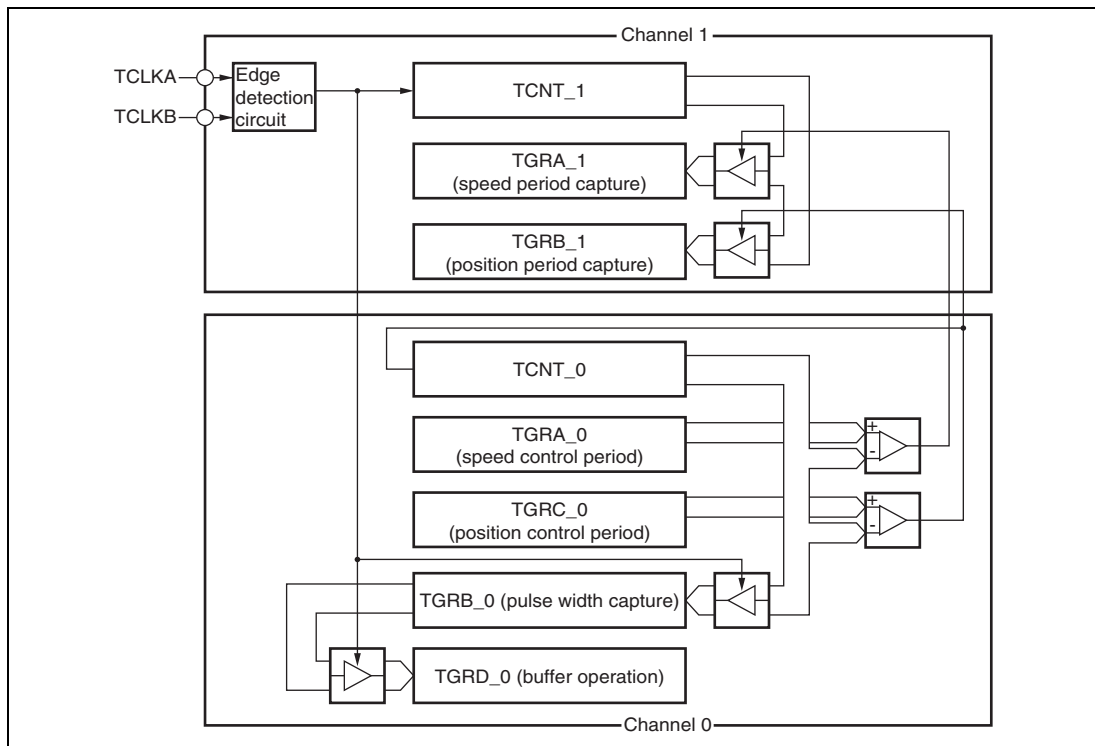 Channel 1
TCLKA
TCLKB
Edge
detection
circuit
TCNT_1
TGRA_1
(speed period capture)
TGRB_1
(position period capture)
TCNT_0
TGRA_0
(speed control period)
+
-
TGRC_0
(position control period)
+
-
TGRB_0 (pulse width capture)
TGRD_0 (buffer operation)
Channel 0